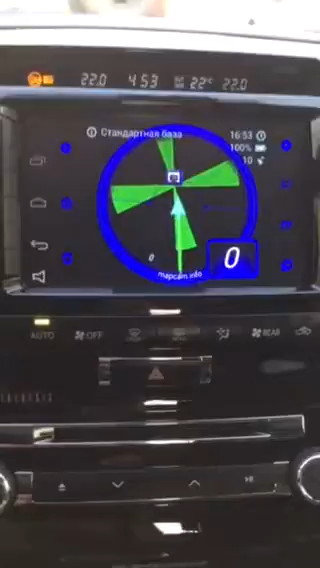 22.0 4 53 22°C 22.0
Стандартная база 16:53
100%
10
0
0
mapcam.info
AUTO OFF REAR